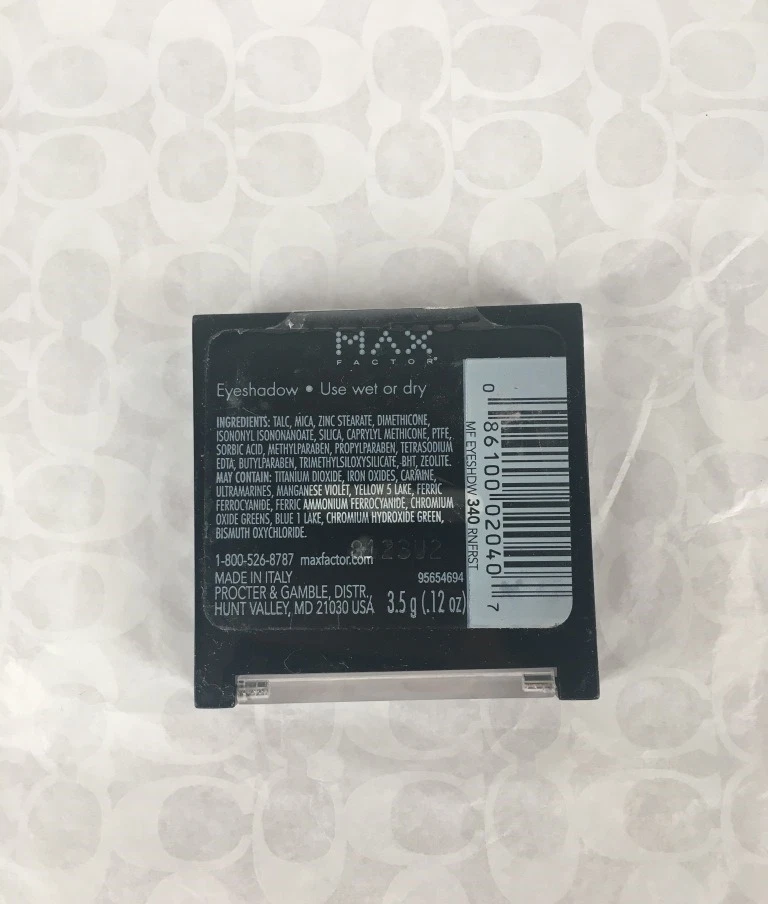 MAX
FACTOR
Eyeshadow • Use wet or dry
INGREDIENTS: TALC, MICA, ZINC STEARATE, DIMETHICONE,
ISONONYL ISONONANOATE, SILICA, CAPRYLYL METHICONE, PTFE,
SORBIC ACID, METHYLPARABEN, PROPYLPARABEN, TETRASODIUM
EDTA, BUTYLPARABEN, TRIMETHYLSILOXYSILICATE, BHT, ZEOLITE.
MAY CONTAIN: TITANIUM DIOXIDE, IRON OXIDES, CARMINE,
ULTRAMARINES, MANGANESE VIOLET, YELLOW 5 LAKE, FERRIC
FERROCYANIDE, FERRIC AMMONIUM FERROCYANIDE, CHROMIUM
OXIDE GREENS, BLUE 1 LAKE, CHROMIUM HYDROXIDE GREEN,
BISMUTH OXYCHLORIDE.
1-800-526-8787 maxfactor.com
MADE IN ITALY 95654694
PROCTER & GAMBLE, DISTR.,
HUNT VALLEY, MD 21030 USA 3.5 g (.12 oz)
MF EYESHDW 340 RNFRST
0 86100 02040 7